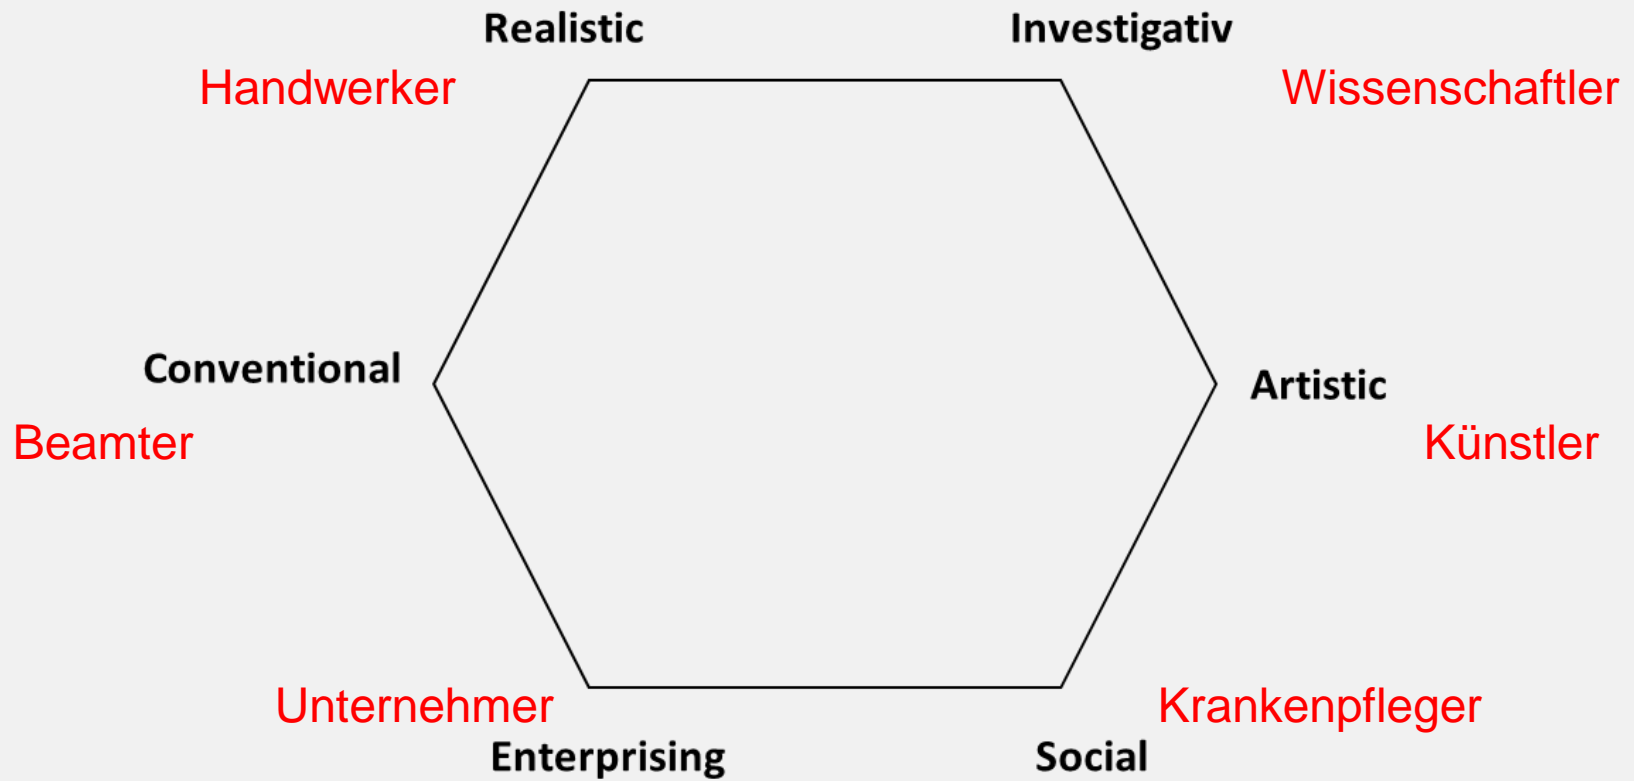 Realistic
Investigativ
Handwerker
Wissenschaftler
Conventional
Artistic
Beamter
Künstler
Unternehmer
Krankenpfleger
Enterprising
Social